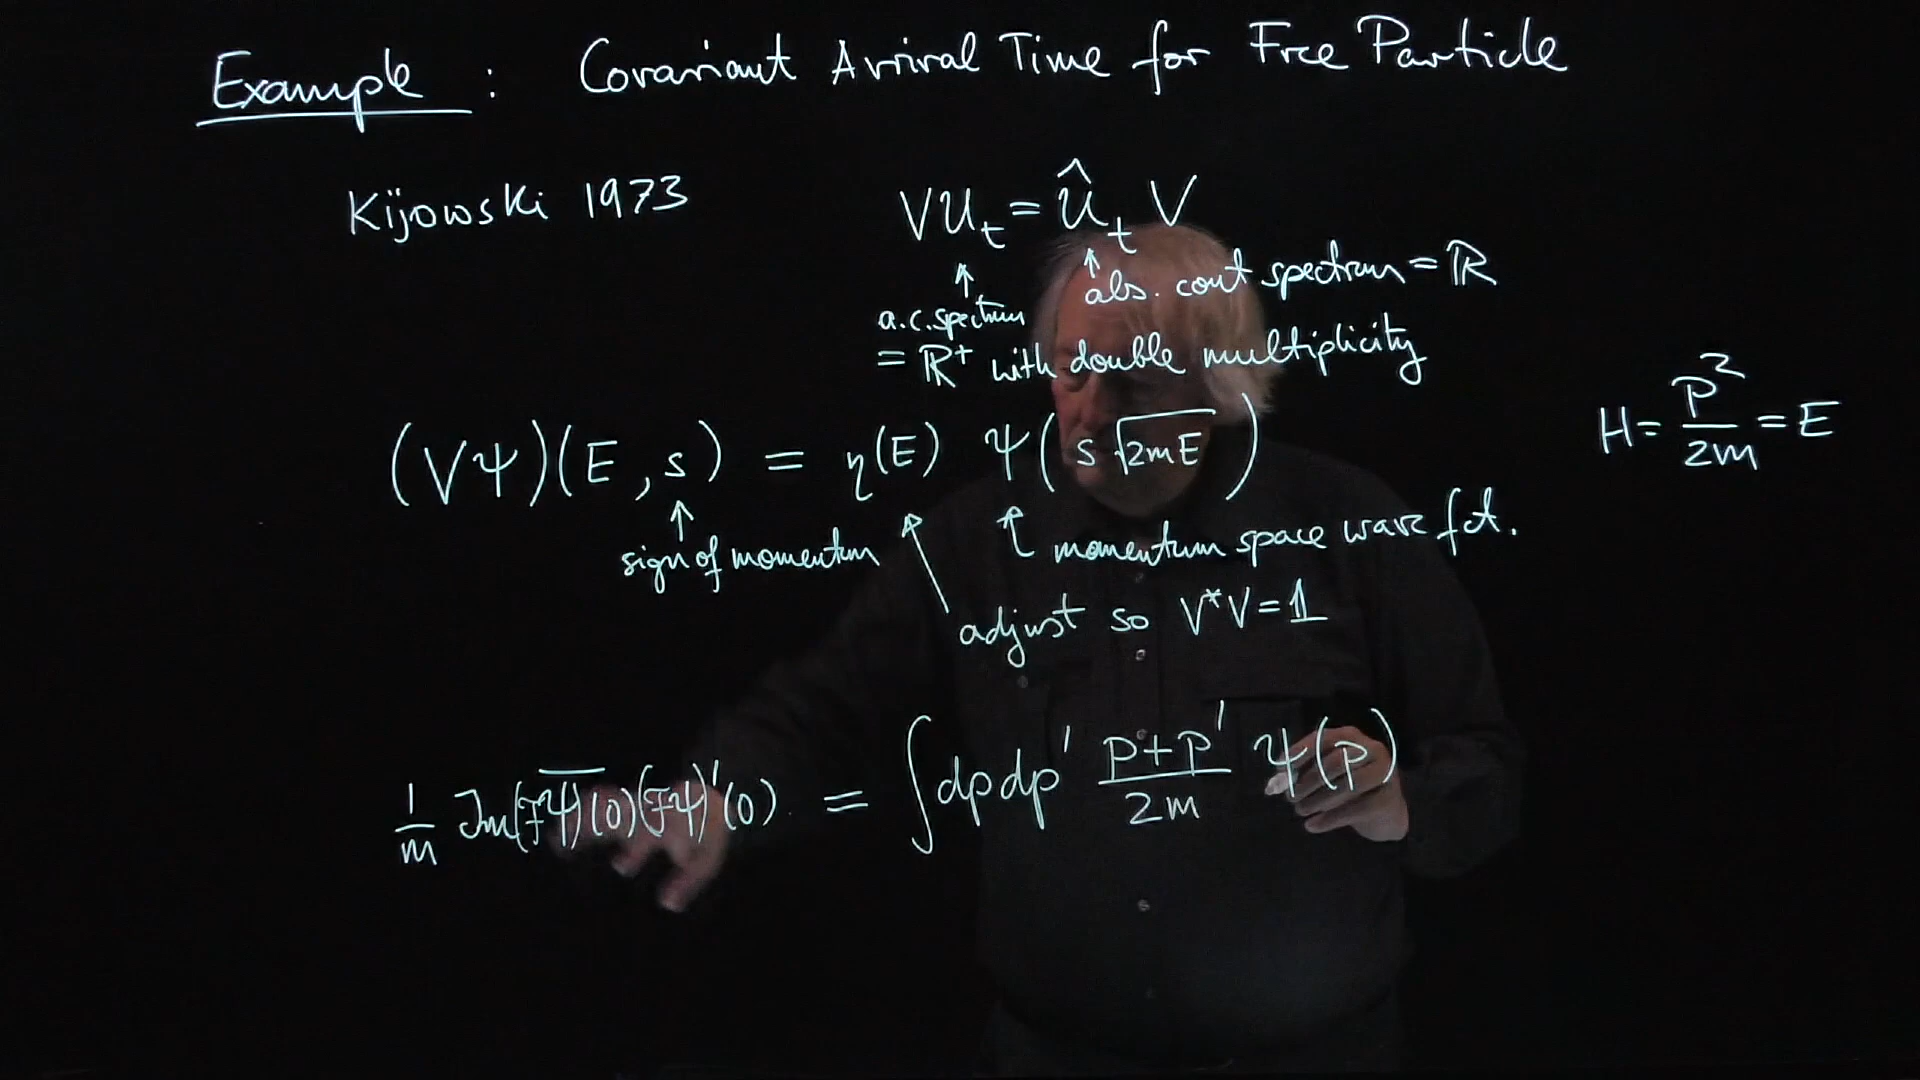 Example : Covariant Arrival Time for Free Particle
Kijowski 1973
V U_t = Û_t V
↑ ↑ abs. cont spectrum = ℝ
a.c. spectrum
= ℝ⁺ with double multiplicity
(Vψ)(E, s) = η(E) ψ(s √2mE)
H = p²/2m = E
↑ sign of momentum
↑ momentum space wave fct.
adjust so V*V = 𝟙
1/m Im (\overline{ℱψ})(0)(ℱψ)'(0) = ∫ dp dp' (p+p')/2m ψ(p)